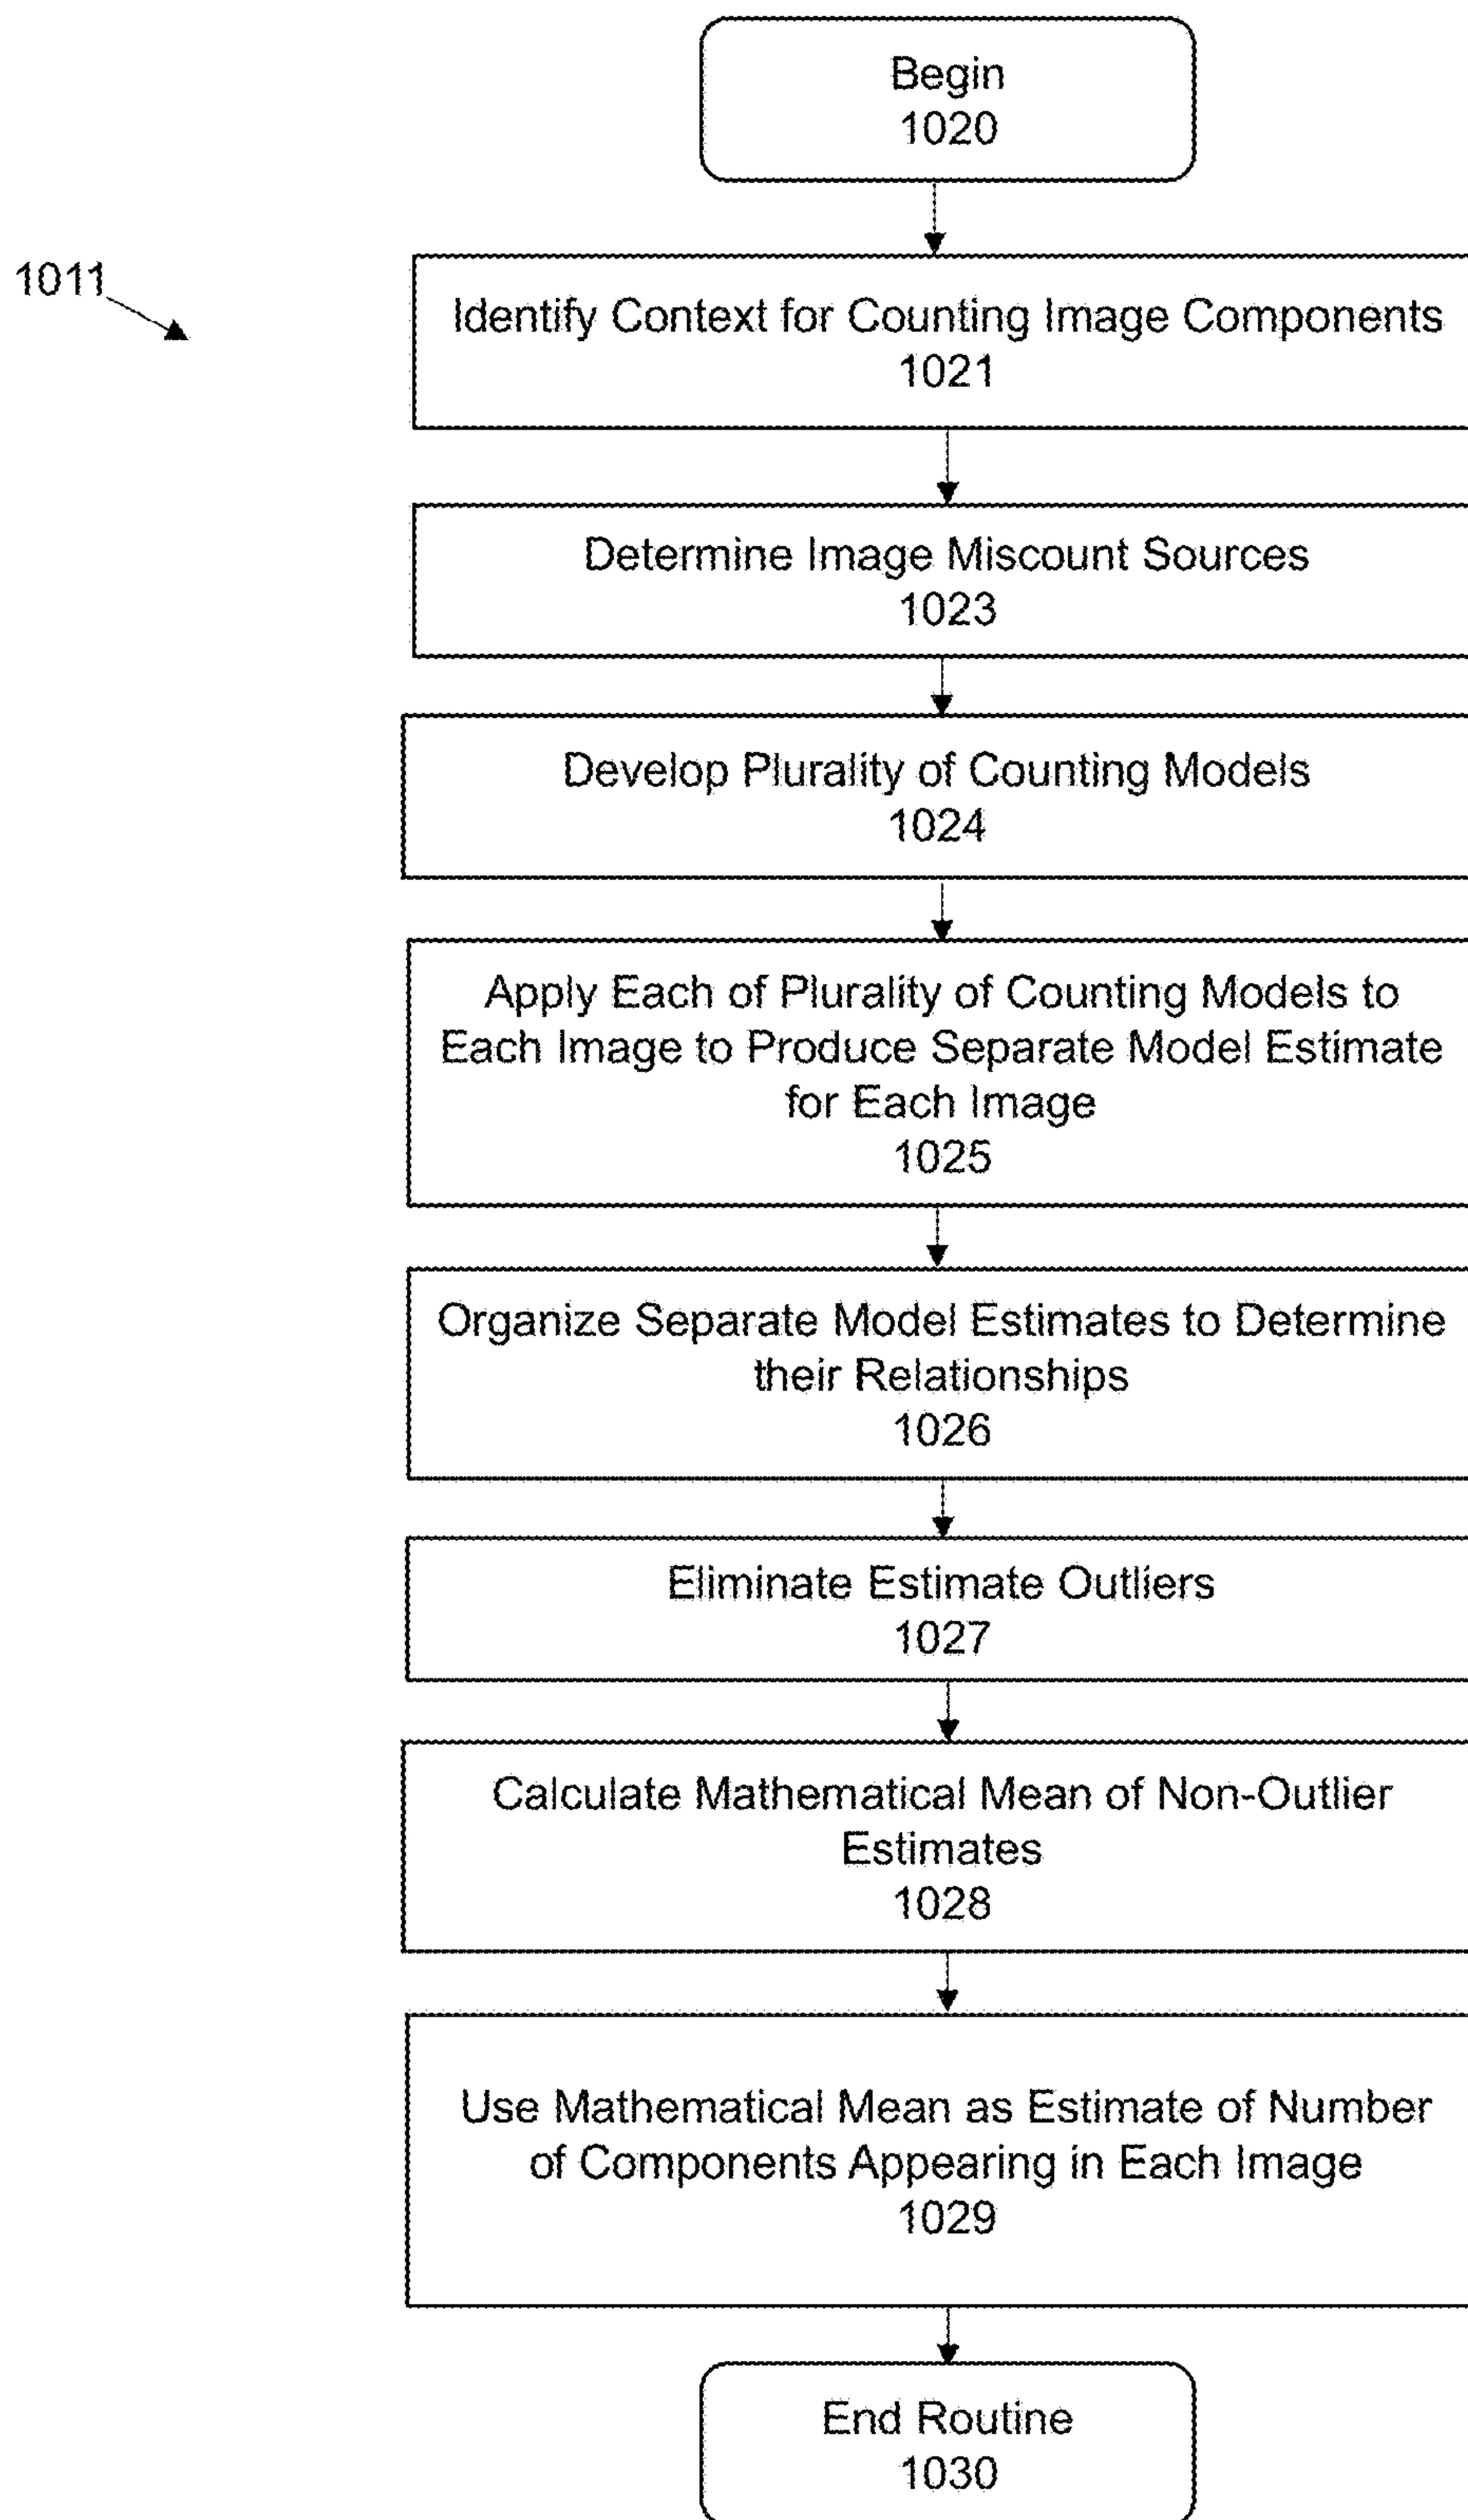 Begin
1020
1011
Identify Context for Counting Image Components
1021
Determine Image Miscount Sources
1023
Develop Plurality of Counting Models
1024
Apply Each of Plurality of Counting Models to
Each Image to Produce Separate Model Estimate
for Each Image
1025
Organize Separate Model Estimates to Determine
their Relationships
1026
Eliminate Estimate Outliers
1027
Calculate Mathematical Mean of Non-Outlier
Estimates
1028
Use Mathematical Mean as Estimate of Number
of Components Appearing in Each Image
1029
End Routine
1030